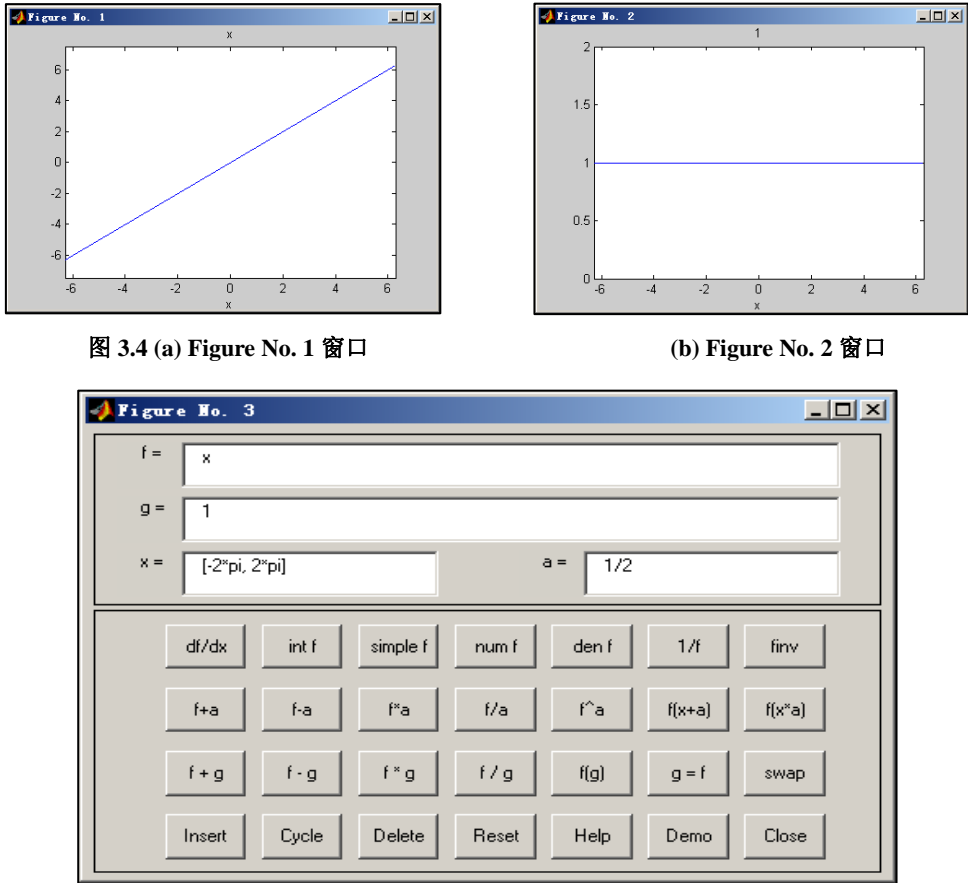 Figure No. 1
x
6
4
2
0
-2
-4
-6
-6 -4 -2 0 2 4 6
x
Figure No. 2
1
2
1.5
1
0.5
0
-6 -4 -2 0 2 4 6
x
图 3.4 (a) Figure No. 1 窗口
(b) Figure No. 2 窗口
Figure No. 3
f = x
g = 1
x = [-2*pi, 2*pi] a = 1/2
df/dx int f simple f num f den f 1/f finv
f+a f-a f*a f/a f^a f(x+a) f(x*a)
f + g f - g f * g f / g f(g) g = f swap
Insert Cycle Delete Reset Help Demo Close